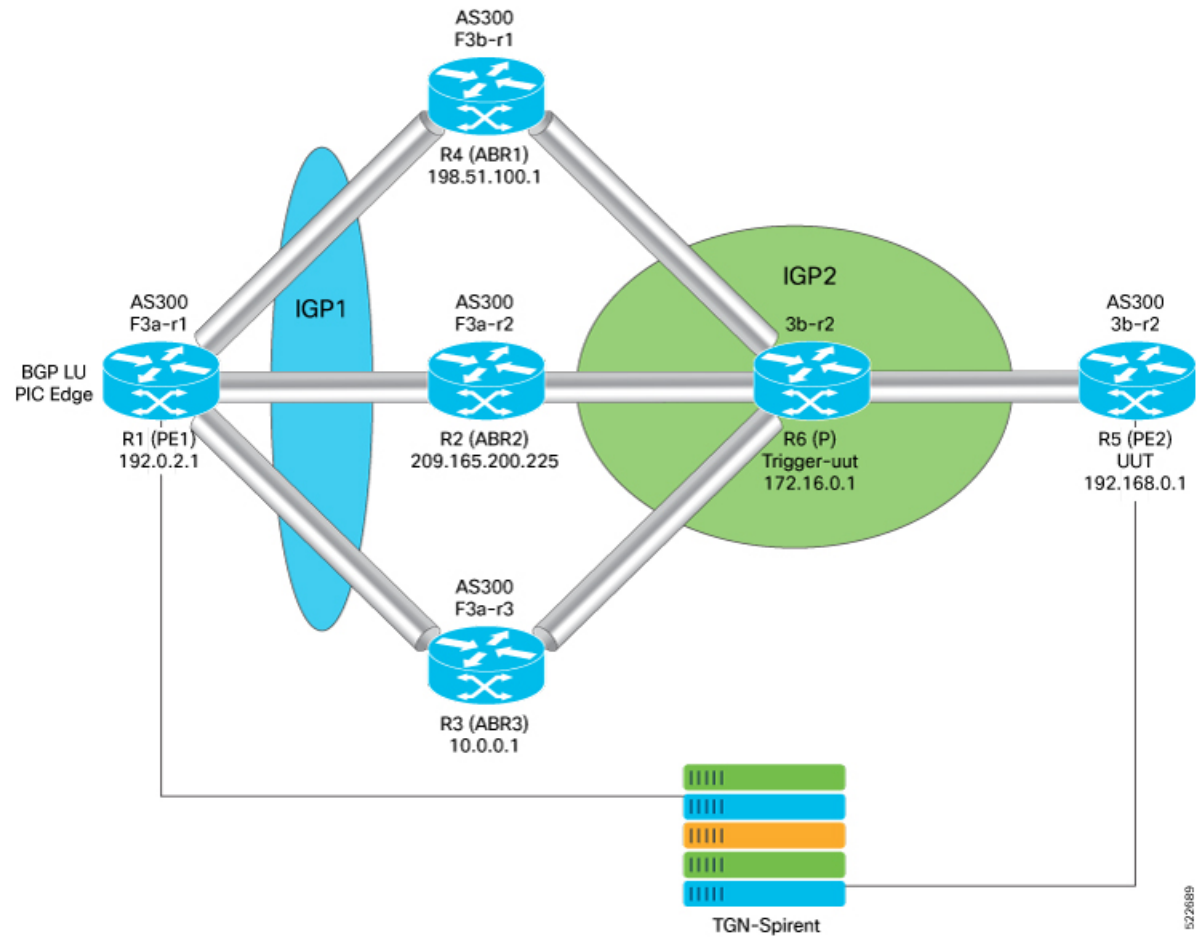 AS300
F3b-r1
R4 (ABR1)
198.51.100.1
IGP1
IGP2
AS300
F3a-r1
BGP LU
PIC Edge
R1 (PE1)
192.0.2.1
AS300
F3a-r2
R2 (ABR2)
209.165.200.225
3b-r2
R6 (P)
Trigger-uut
172.16.0.1
AS300
3b-r2
R5 (PE2)
UUT
192.168.0.1
AS300
F3a-r3
R3 (ABR3)
10.0.0.1
TGN-Spirent
522689